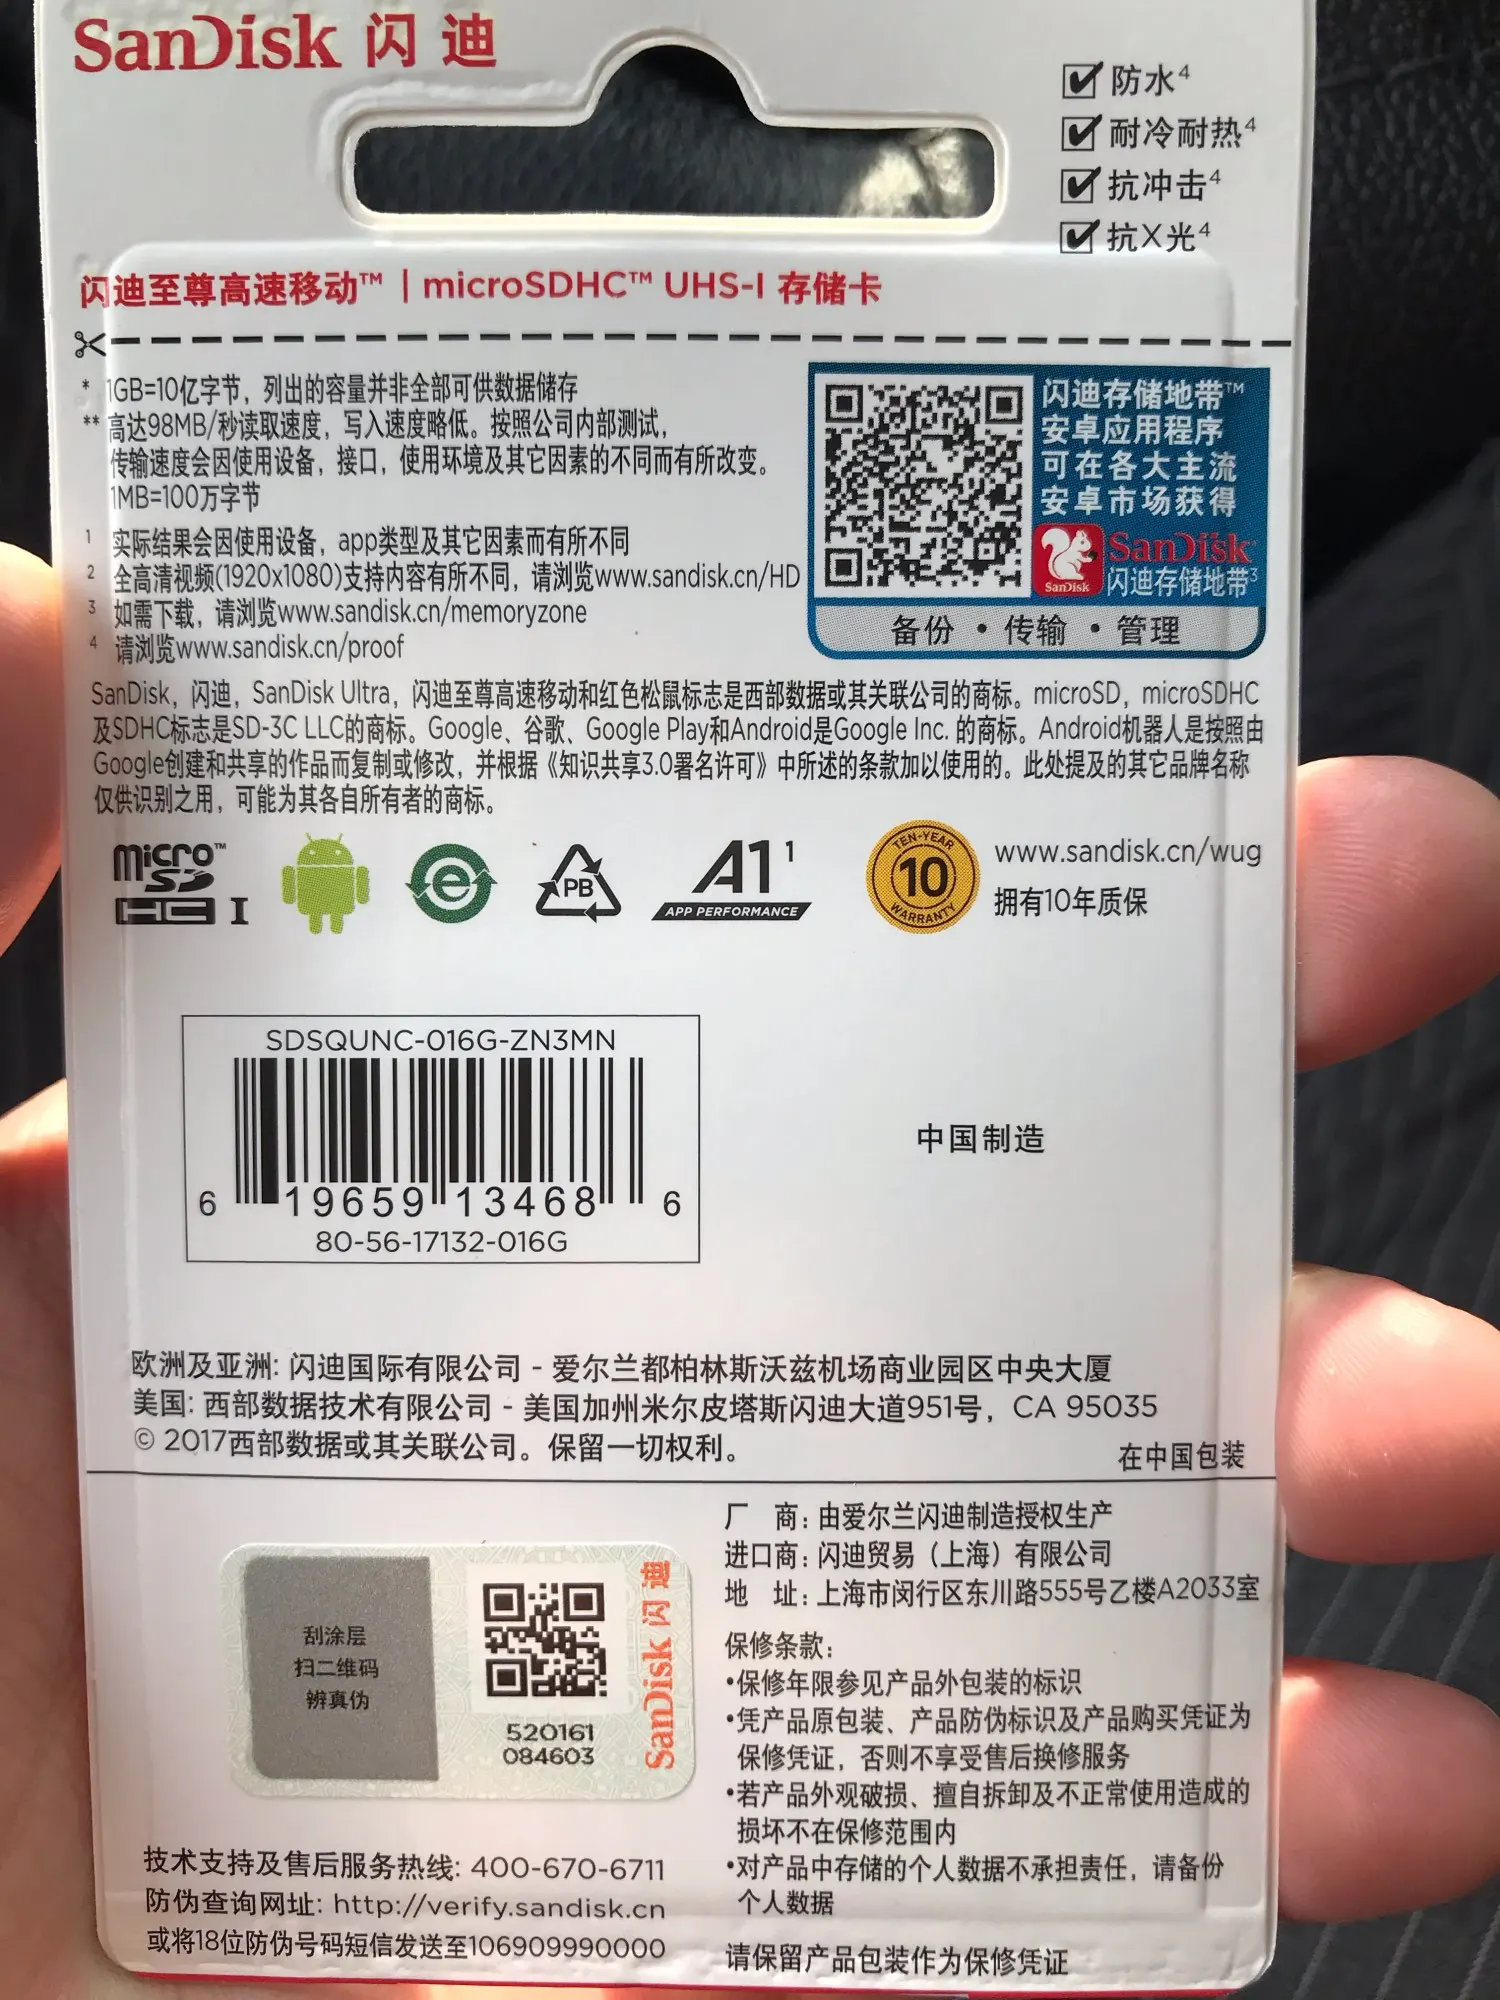 SanDisk 闪迪
防水4
耐冷耐热4
抗冲击4
抗X光4
闪迪至尊高速移动™ | microSDHC™ UHS-I 存储卡
* 1GB=10亿字节，列出的容量并非全部可供数据储存
** 高达98MB/秒读取速度，写入速度略低。按照公司内部测试，
传输速度会因使用设备，接口，使用环境及其它因素的不同而有所改变。
1MB=100万字节
1 实际结果会因使用设备，app类型及其它因素而有所不同
2 全高清视频(1920x1080)支持内容有所不同，请浏览www.sandisk.cn/HD
3 如需下载，请浏览www.sandisk.cn/memoryzone
4 请浏览www.sandisk.cn/proof
闪迪存储地带™
安卓应用程序
可在各大主流
安卓市场获得
SanDisk
SanDisk
闪迪存储地带3
备份 • 传输 • 管理
SanDisk，闪迪，SanDisk Ultra，闪迪至尊高速移动和红色松鼠标志是西部数据或其关联公司的商标。microSD，microSDHC
及SDHC标志是SD-3C LLC的商标。Google、谷歌、Google Play和Android是Google Inc. 的商标。Android机器人是按照由
Google创建和共享的作品而复制或修改，并根据《知识共享3.0署名许可》中所述的条款加以使用的。此处提及的其它品牌名称
仅供识别之用，可能为其各自所有者的商标。
micro™
SD
HC I
e
PB
A1 1
APP PERFORMANCE
TEN-YEAR
10
WARRANTY
www.sandisk.cn/wug
拥有10年质保
SDSQUNC-016G-ZN3MN
6 19659 13468 6
80-56-17132-016G
中国制造
欧洲及亚洲: 闪迪国际有限公司 - 爱尔兰都柏林斯沃兹机场商业园区中央大厦
美国: 西部数据技术有限公司 - 美国加州米尔皮塔斯闪迪大道951号，CA 95035
© 2017西部数据或其关联公司。保留一切权利。
在中国包装
刮涂层
扫二维码
辨真伪
520161
084603
SanDisk 闪迪
技术支持及售后服务热线: 400-670-6711
防伪查询网址: http://verify.sandisk.cn
或将18位防伪号码短信发送至106909990000
厂 商: 由爱尔兰闪迪制造授权生产
进口商: 闪迪贸易（上海）有限公司
地 址: 上海市闵行区东川路555号乙楼A2033室
保修条款:
•保修年限参见产品外包装的标识
•凭产品原包装、产品防伪标识及产品购买凭证为
保修凭证，否则不享受售后换修服务
•若产品外观破损、擅自拆卸及不正常使用造成的
损坏不在保修范围内
•对产品中存储的个人数据不承担责任，请备份
个人数据
请保留产品包装作为保修凭证